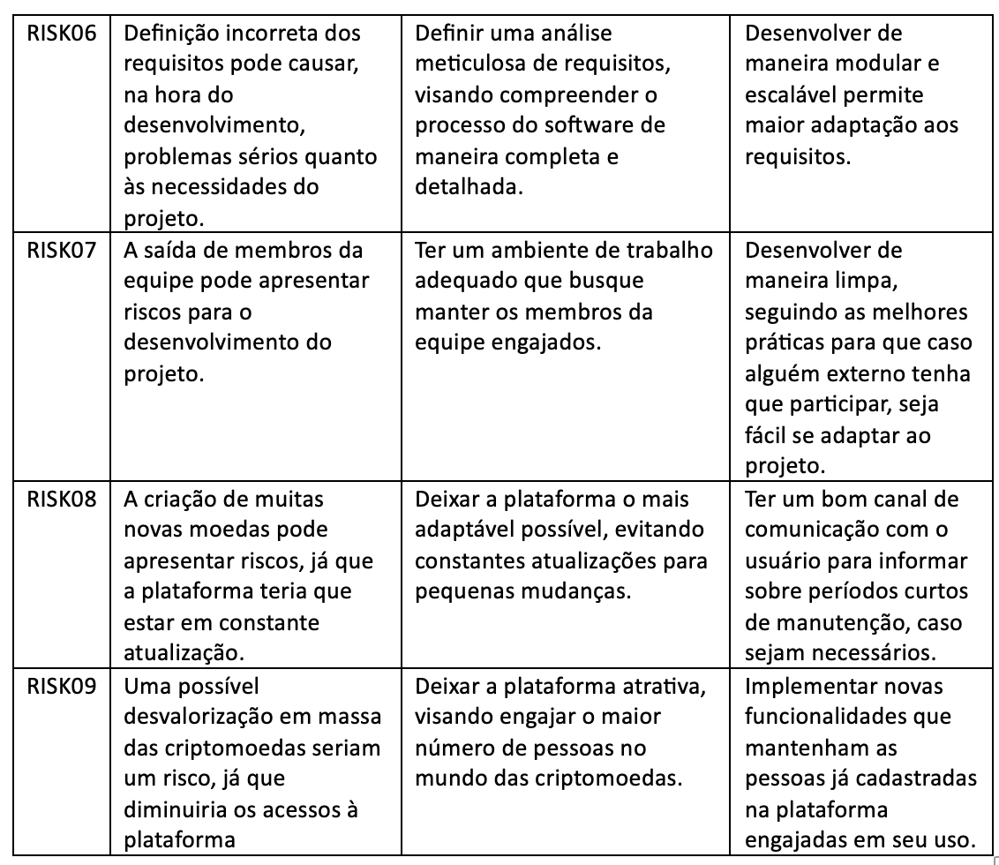 RISK06
Definição incorreta dos
requisitos pode causar,
na hora do
desenvolvimento,
problemas sérios quanto
às necessidades do
projeto.
Definir uma análise
meticulosa de requisitos,
visando compreender o
processo do software de
maneira completa e
detalhada.
Desenvolver de
maneira modular e
escalável permite
maior adaptação aos
requisitos.
RISK07
A saída de membros da
equipe pode apresentar
riscos para o
desenvolvimento do
projeto.
Ter um ambiente de trabalho
adequado que busque
manter os membros da
equipe engajados.
Desenvolver de
maneira limpa,
seguindo as melhores
práticas para que caso
alguém externo tenha
que participar, seja
fácil se adaptar ao
projeto.
RISK08
A criação de muitas
novas moedas pode
apresentar riscos, já que
a plataforma teria que
estar em constante
atualização.
Deixar a plataforma o mais
adaptável possível, evitando
constantes atualizações para
pequenas mudanças.
Ter um bom canal de
comunicação com o
usuário para informar
sobre períodos curtos
de manutenção, caso
sejam necessários.
RISK09
Uma possível
desvalorização em massa
das criptomoedas seriam
um risco, já que
diminuiria os acessos à
plataforma
Deixar a plataforma atrativa,
visando engajar o maior
número de pessoas no
mundo das criptomoedas.
Implementar novas
funcionalidades que
mantenham as
pessoas já cadastradas
na plataforma
engajadas em seu uso.